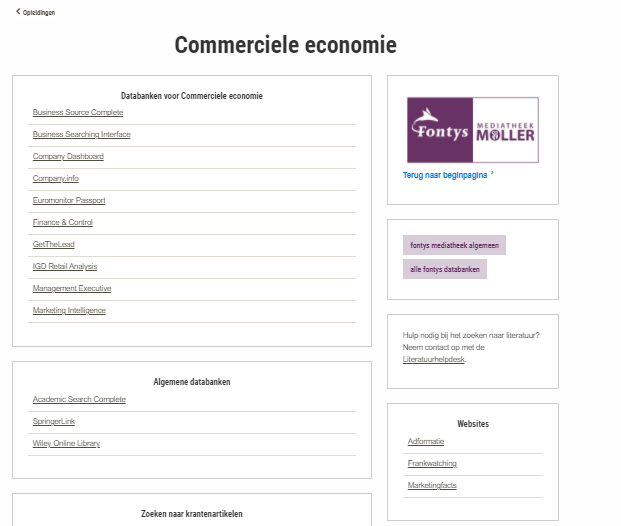 Opleidingen
Commerciele economie
Databanken voor Commerciele economie
Business Source Complete
Business Searching Interface
Company Dashboard
Company.info
Euromonitor Passport
Finance & Control
GetTheLead
IGD Retail Analysis
Management Executive
Marketing Intelligence
Algemene databanken
Academic Search Complete
SpringerLink
Wiley Online Library
Zoeken naar krantenartikelen
Fontys
MEDIATHEEK
MÖLLER
Terug naar beginpagina
fontys mediatheek algemeen
alle fontys databanken
Hulp nodig bij het zoeken naar literatuur?
Neem contact op met de
Literatuurhelpdesk.
Websites
Adformatie
Frankwatching
Marketingfacts